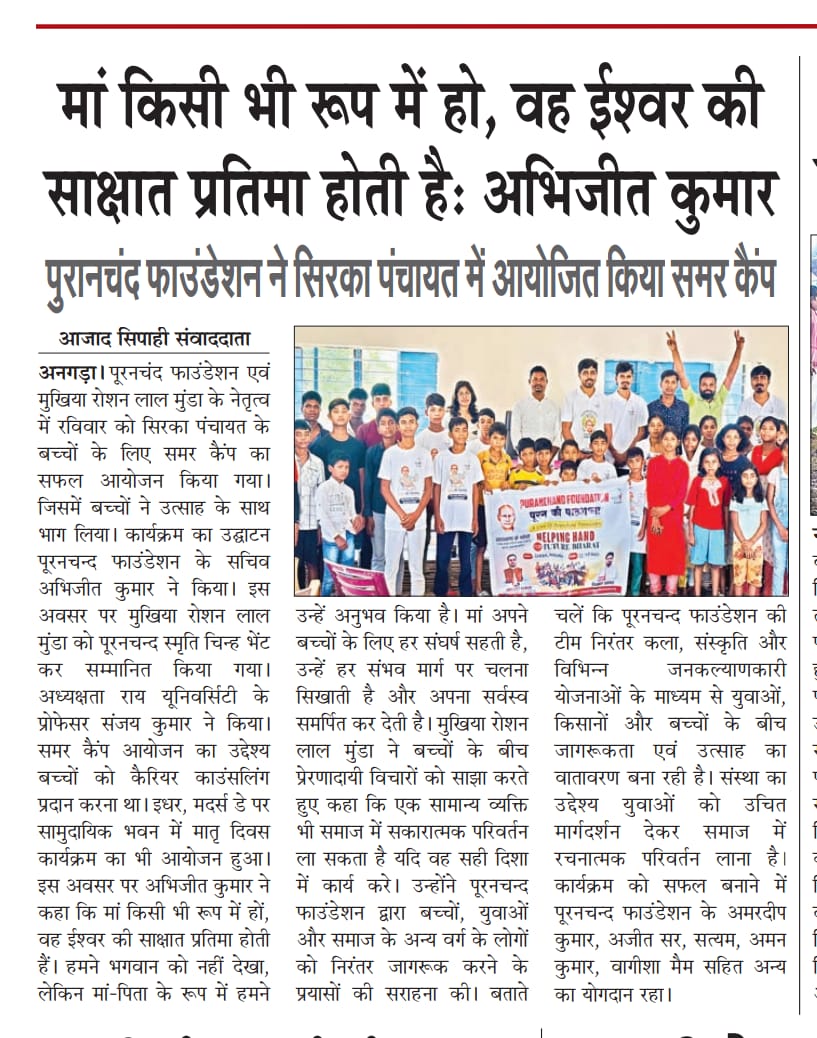 मां किसी भी रूप में हो, वह ईश्वर की
साक्षात प्रतिमा होती हैः अभिजीत कुमार
पुरानचंद फाउंडेशन ने सिरका पंचायत में आयोजित किया समर कैंप
आजाद सिपाही संवाददाता
अनगड़ा। पूरनचंद फाउंडेशन एवं
मुखिया रोशन लाल मुंडा के नेतृत्व
में रविवार को सिरका पंचायत के
बच्चों के लिए समर कैंप का
सफल आयोजन किया गया।
जिसमें बच्चों ने उत्साह के साथ
भाग लिया। कार्यक्रम का उद्घाटन
पूरनचन्द फाउंडेशन के सचिव
अभिजीत कुमार ने किया। इस
अवसर पर मुखिया रोशन लाल
मुंडा को पूरनचन्द स्मृति चिन्ह भेंट
कर सम्मानित किया गया।
अध्यक्षता राय यूनिवर्सिटी के
प्रोफेसर संजय कुमार ने किया।
समर कैंप आयोजन का उद्देश्य
बच्चों को कैरियर काउंसलिंग
प्रदान करना था। इधर, मदर्स डे पर
सामुदायिक भवन में मातृ दिवस
कार्यक्रम का भी आयोजन हुआ।
इस अवसर पर अभिजीत कुमार ने
कहा कि मां किसी भी रूप में हों,
वह ईश्वर की साक्षात प्रतिमा होती
हैं। हमने भगवान को नहीं देखा,
लेकिन मां-पिता के रूप में हमने
PURANCHAND FOUNDATION
पूरन की पाठशाला
HELPING HAND
FOR FUTURE BHARAT
उन्हें अनुभव किया है। मां अपने
बच्चों के लिए हर संघर्ष सहती है,
उन्हें हर संभव मार्ग पर चलना
सिखाती है और अपना सर्वस्व
समर्पित कर देती है। मुखिया रोशन
लाल मुंडा ने बच्चों के बीच
प्रेरणादायी विचारों को साझा करते
हुए कहा कि एक सामान्य व्यक्ति
भी समाज में सकारात्मक परिवर्तन
ला सकता है यदि वह सही दिशा
में कार्य करे। उन्होंने पूरनचन्द
फाउंडेशन द्वारा बच्चों, युवाओं
और समाज के अन्य वर्ग के लोगों
को निरंतर जागरूक करने के
प्रयासों की सराहना की। बताते
चलें कि पूरनचन्द फाउंडेशन की
टीम निरंतर कला, संस्कृति और
विभिन्न जनकल्याणकारी
योजनाओं के माध्यम से युवाओं,
किसानों और बच्चों के बीच
जागरूकता एवं उत्साह का
वातावरण बना रही है। संस्था का
उद्देश्य युवाओं को उचित
मार्गदर्शन देकर समाज में
रचनात्मक परिवर्तन लाना है।
कार्यक्रम को सफल बनाने में
पूरनचन्द फाउंडेशन के अमरदीप
कुमार, अजीत सर, सत्यम, अमन
कुमार, वागीशा मैम सहित अन्य
का योगदान रहा।